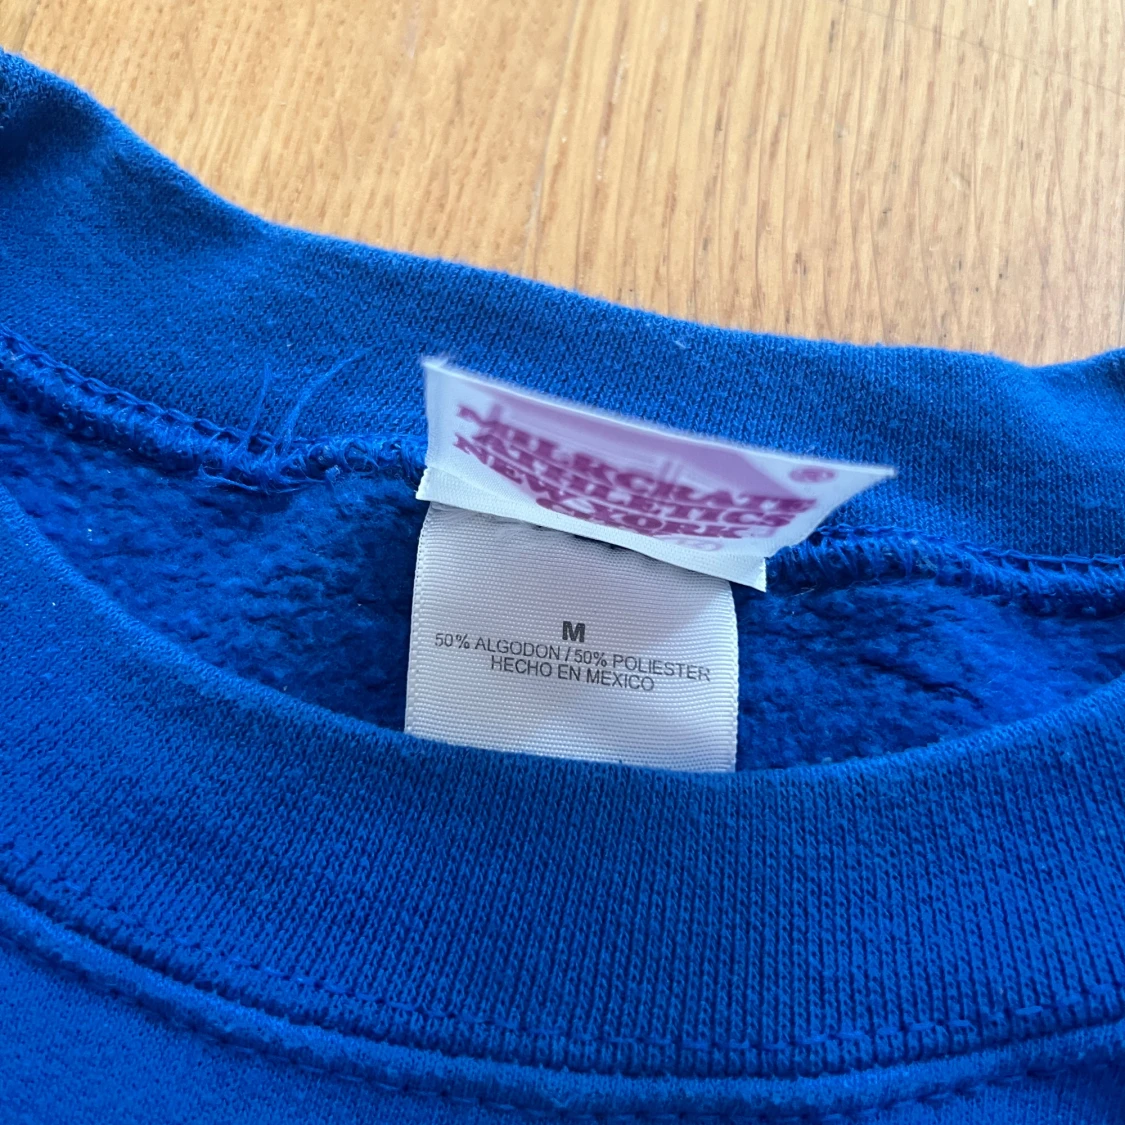 MILKCRATE ®
ATHLETICS
NEW YORK
M
50% ALGODON / 50% POLIESTER
HECHO EN MEXICO